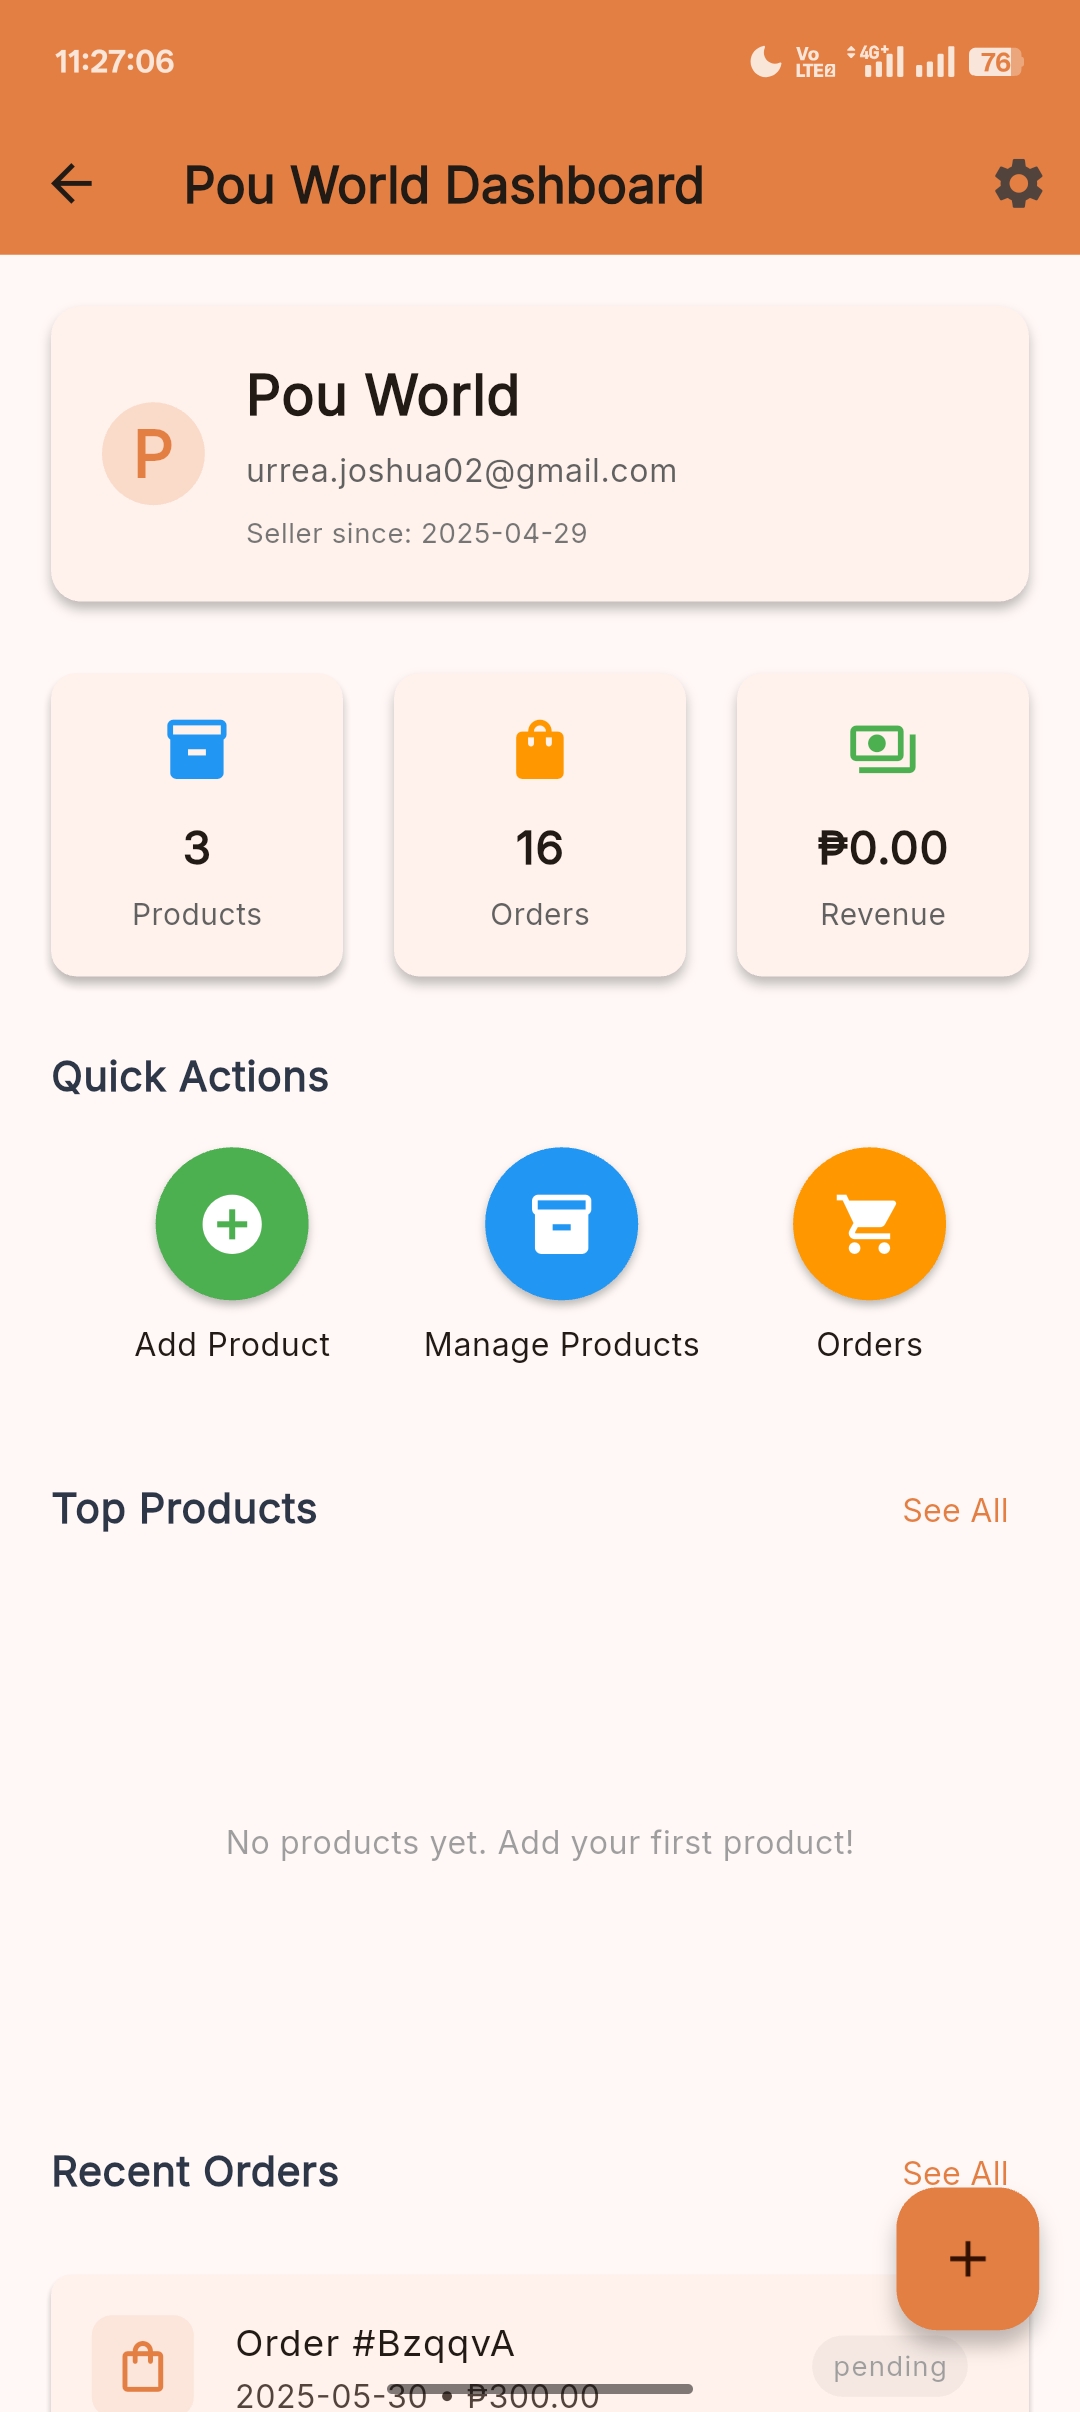 11:27:06
Vo LTE2 4G+ 76
Pou World Dashboard
P
Pou World
urrea.joshua02@gmail.com
Seller since: 2025-04-29
3
Products
16
Orders
₱0.00
Revenue
Quick Actions
Add Product
Manage Products
Orders
Top Products
See All
No products yet. Add your first product!
Recent Orders
See All
Order #BzqqvA
pending
2025-05-30 • ₱300.00